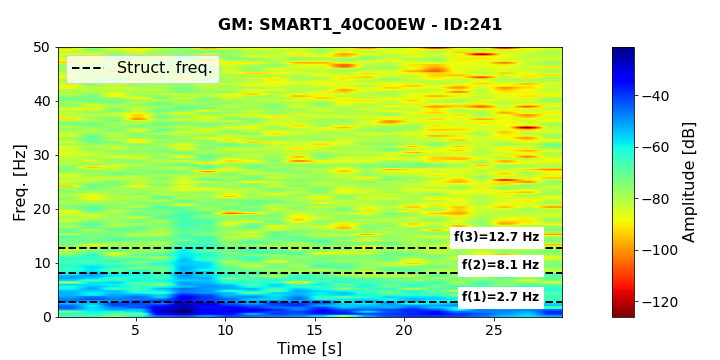 GM: SMART1_40C00EW - ID:241
50
40
30
20
10
0
Freq. [Hz]
Struct. freq.
f(3)=12.7 Hz
f(2)=8.1 Hz
f(1)=2.7 Hz
5
10
15
20
25
Time [s]
−40
−60
−80
−100
−120
Amplitude [dB]